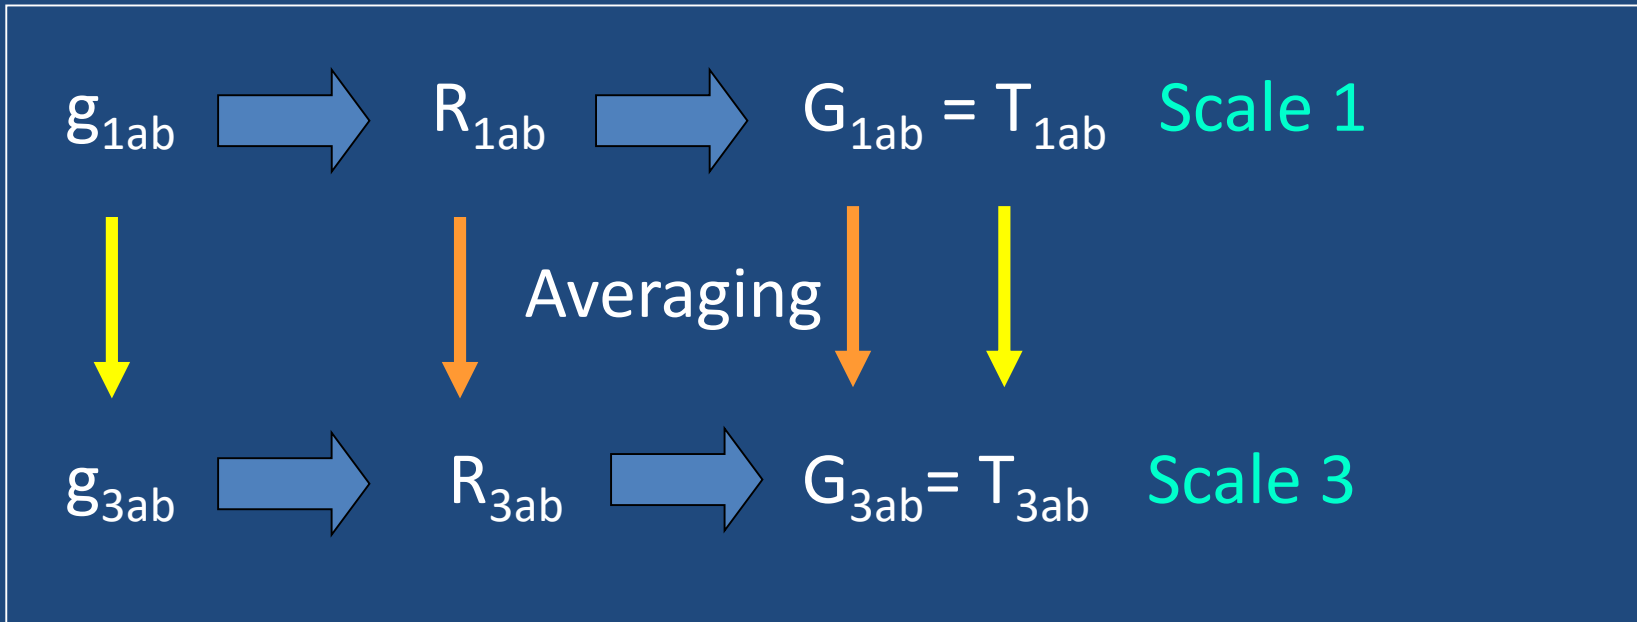 g₁ab R₁ab G₁ab = T₁ab Scale 1
Averaging
g₃ab R₃ab G₃ab= T₃ab Scale 3